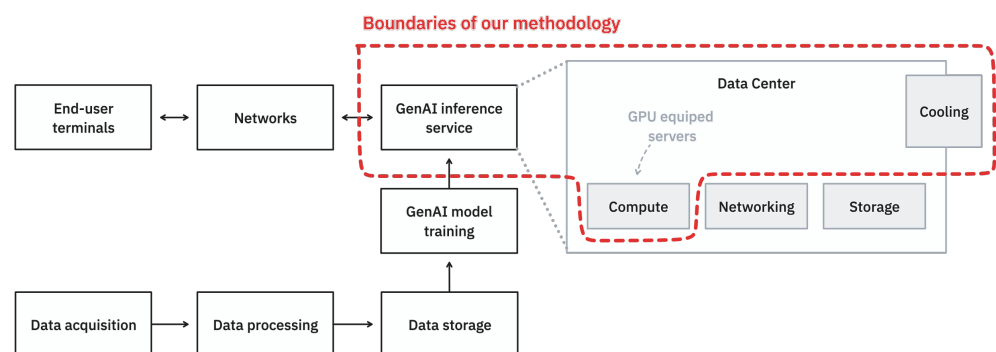 Boundaries of our methodology
End-user
terminals
Networks
GenAI inference
service
Data Center
GPU equiped
servers
Cooling
Compute
Networking
Storage
GenAI model
training
Data acquisition
Data processing
Data storage